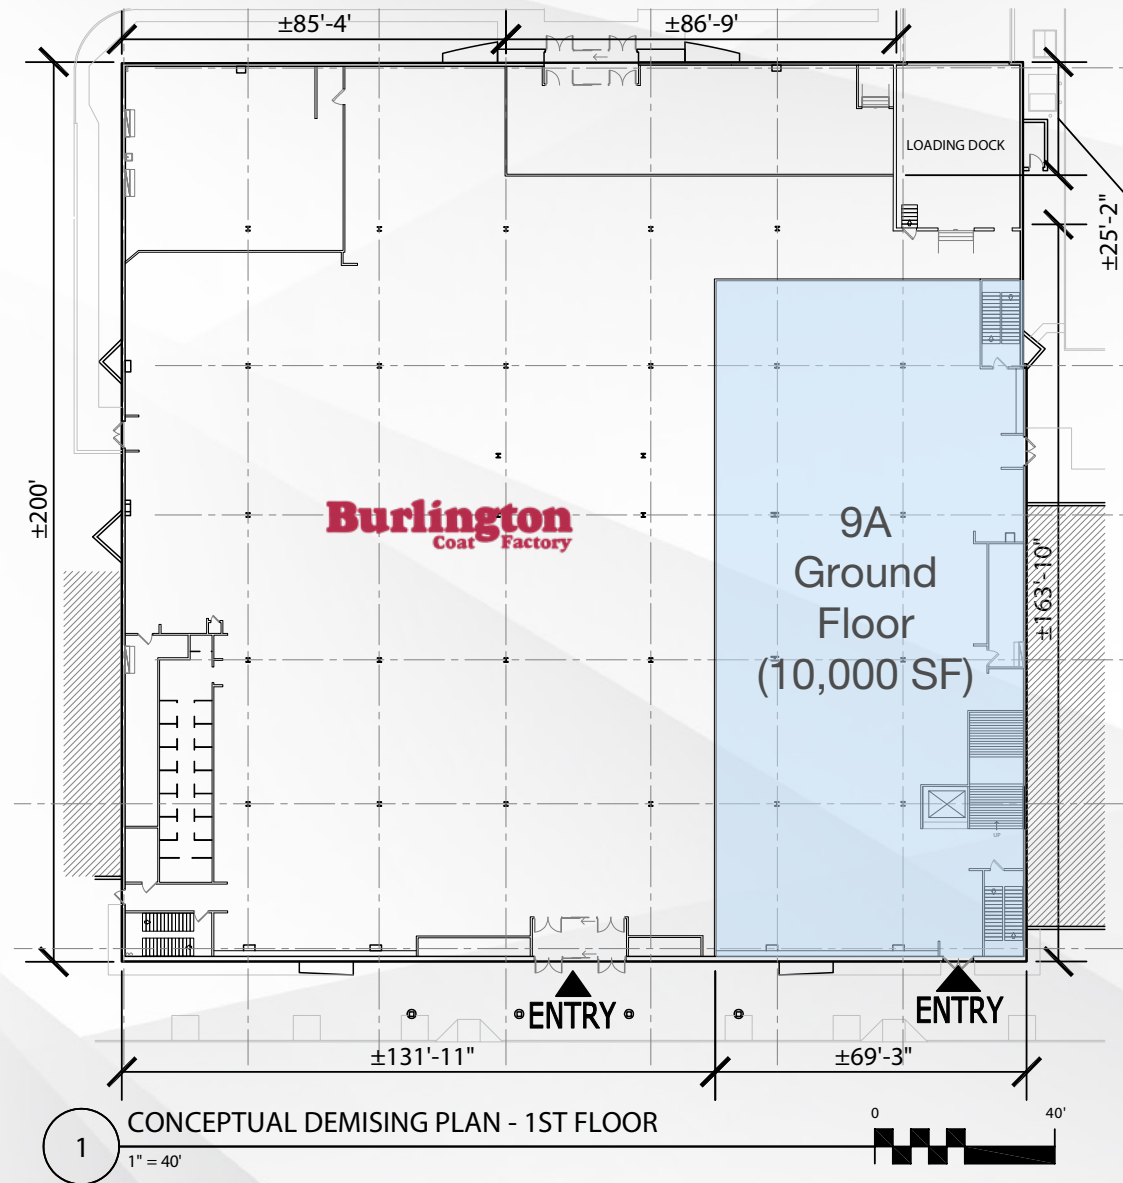 ±85'-4'
±86'-9'
LOADING DOCK
±25'-2"
±200'
Burlington
Coat Factory
9A
Ground
Floor
(10,000 SF)
±163'-10"
UP
ENTRY
ENTRY
±131'-11"
±69'-3"
1
CONCEPTUAL DEMISING PLAN - 1ST FLOOR
1" = 40'
0
40'